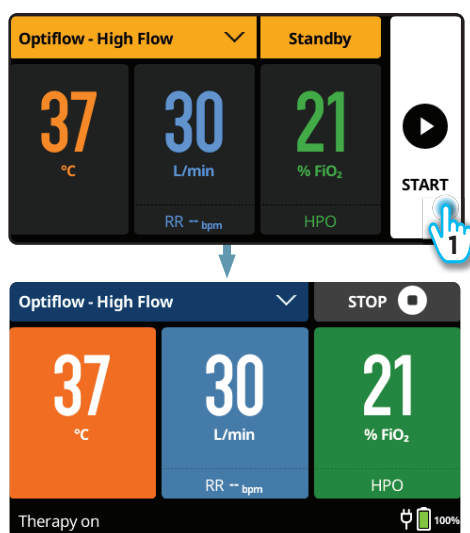 Optiflow - High Flow
Standby
37
°C
30
L/min
RR -- bpm
21
% FiO₂
HPO
START
1
Optiflow - High Flow
STOP
37
°C
30
L/min
RR -- bpm
21
% FiO₂
HPO
Therapy on
100%